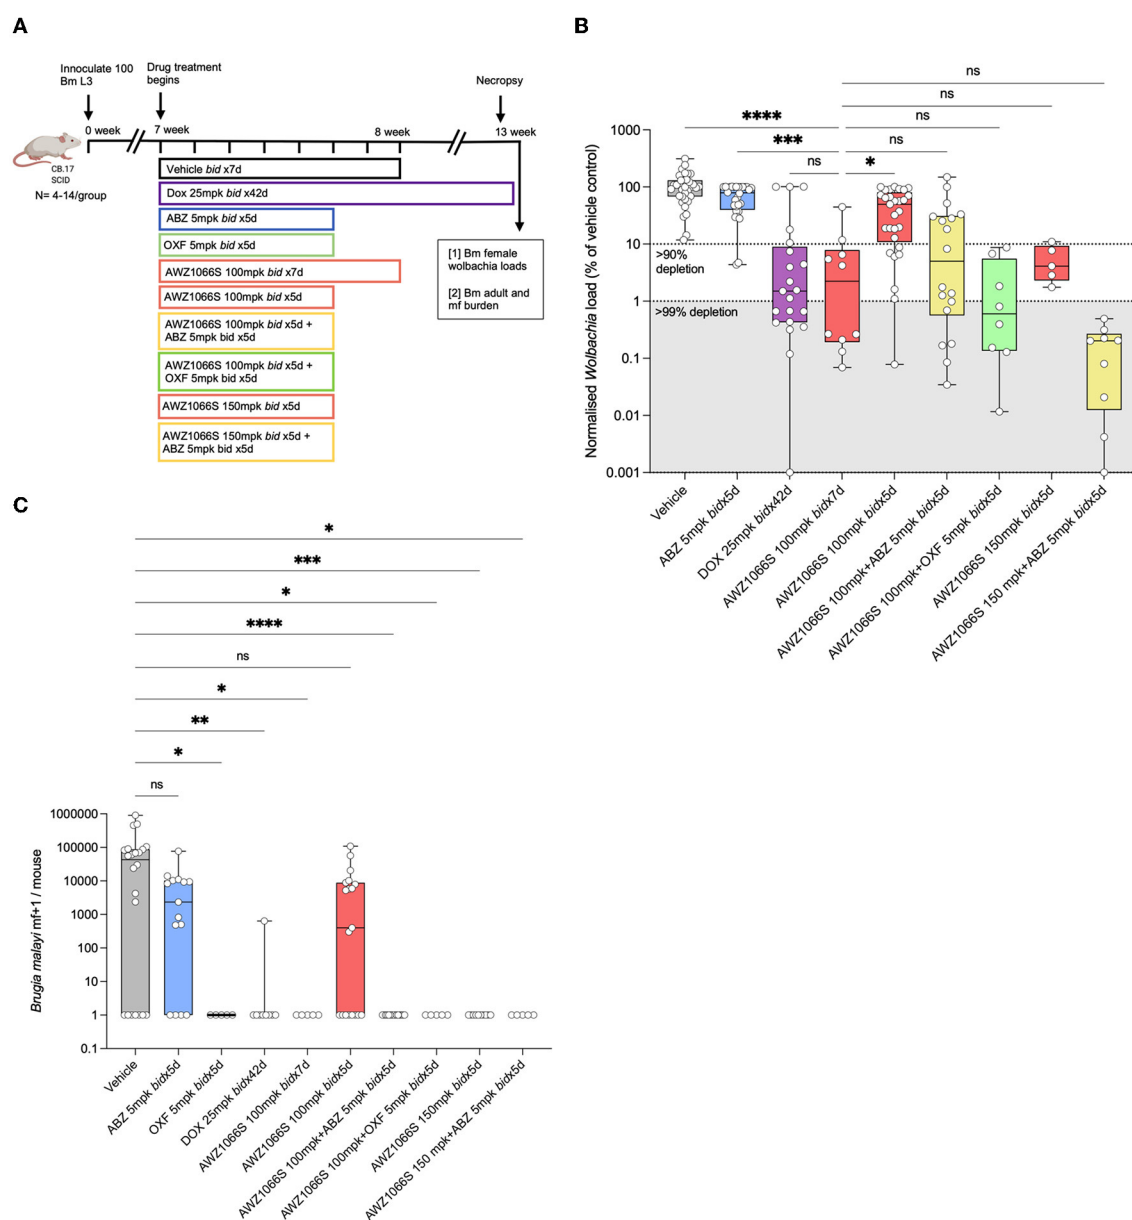 A
Innoculate 100
Bm L3
Drug treatment
begins
Necropsy
0 week
7 week
8 week
13 week
CB.17
SCID
N= 4-14/group
Vehicle bid x7d
Dox 25mpk bid x42d
ABZ 5mpk bid x5d
OXF 5mpk bid x5d
AWZ1066S 100mpk bid x7d
AWZ1066S 100mpk bid x5d
AWZ1066S 100mpk bid x5d +
ABZ 5mpk bid x5d
AWZ1066S 100mpk bid x5d +
OXF 5mpk bid x5d
AWZ1066S 150mpk bid x5d
AWZ1066S 150mpk bid x5d +
ABZ 5mpk bid x5d
[1] Bm female
wolbachia loads
[2] Bm adult and
mf burden
B
ns
ns
**** ns
*** ns
ns *
Normalised Wolbachia load (% of vehicle control)
1000
100
10
1
0.1
0.01
0.001
>90%
depletion
>99% depletion
Vehicle
ABZ 5mpk bidx5d
DOX 25mpk bidx42d
AWZ1066S 100mpk bidx7d
AWZ1066S 100mpk bidx5d
AWZ1066S 100mpk+ABZ 5mpk bidx5d
AWZ1066S 100mpk+OXF 5mpk bidx5d
AWZ1066S 150mpk bidx5d
AWZ1066S 150 mpk+ABZ 5mpk bidx5d
C
*
***
*
****
ns
*
**
*
ns
Brugia malayi mf+1 / mouse
1000000
100000
10000
1000
100
10
1
0.1
Vehicle
ABZ 5mpk bidx5d
OXF 5mpk bidx5d
DOX 25mpk bidx42d
AWZ1066S 100mpk bidx7d
AWZ1066S 100mpk bidx5d
AWZ1066S 100mpk+ABZ 5mpk bidx5d
AWZ1066S 100mpk+OXF 5mpk bidx5d
AWZ1066S 150mpk bidx5d
AWZ1066S 150 mpk+ABZ 5mpk bidx5d